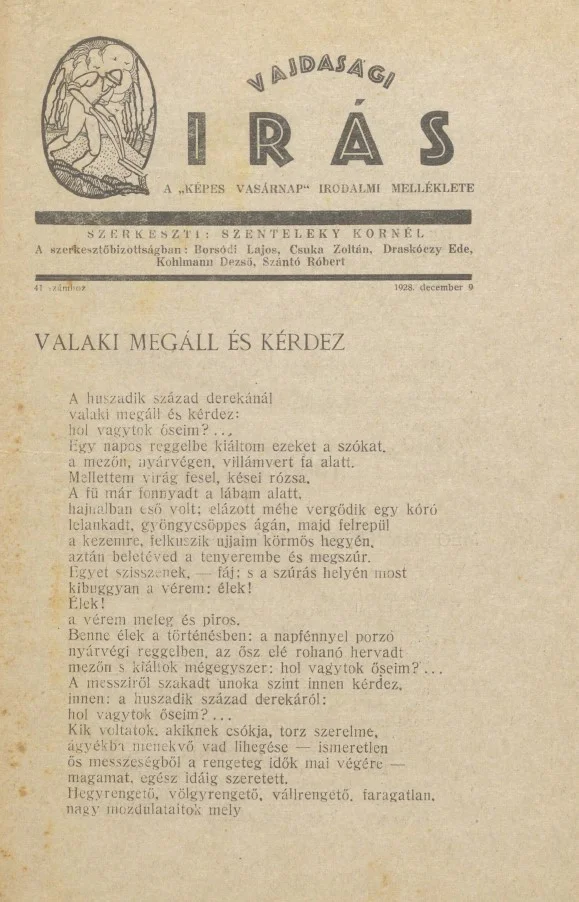 VAJDASÁGI
IRÁS
A „KÉPES VASÁRNAP“ IRODALMI MELLÉKLETE
SZERKESZTI: SZENTELEKY KORNÉL
A szerkesztőbizottságban: Borsódi Lajos, Csuka Zoltán, Draskóczy Ede,
Kohlmann Dezső, Szántó Róbert
41 számhoz
1928. december 9
VALAKI MEGÁLL ÉS KÉRDEZ
A huszadik század derekánál
valaki megáll és kérdez:
hol vagytok őseim?...
Egy napos reggelbe kiáltom ezeket a szókat,
a mezőn, nyárvégen, villámvert fa alatt.
Mellettem virág fesel, kései rózsa.
A fű már fonnyadt a lábam alatt,
hajnalban eső volt; elázott méhe vergődik egy kóró
lelankadt, gyöngycsöppes ágán, majd felrepül
a kezemre, felkuszik ujjaim körmös hegyén,
aztán beletéved a tenyerembe és megszúr.
Egyet szisszenek, — fáj; s a szúrás helyén most
kibuggyan a vérem: élek!
Élek!
a vérem meleg és piros.
Benne élek a történésben: a napfénnyel porzó
nyárvégi reggelben, az ősz elé rohanó hervadt
mezőn s kiáltok mégegyszer: hol vagytok őseim?...
A messziről szakadt unoka szint innen kérdez,
innen: a huszadik század derekáról:
hol vagytok őseim?...
Kik voltatok, akiknek csókja, torz szerelme,
ágyékba menekvő vad lihegése — ismeretlen
ős messzeségből a rengeteg idők mai végére —
magamat, egész idáig szeretett.
Hegyrengető, völgyrengető, vállrengető, faragatlan,
nagy mozdulataitok mely